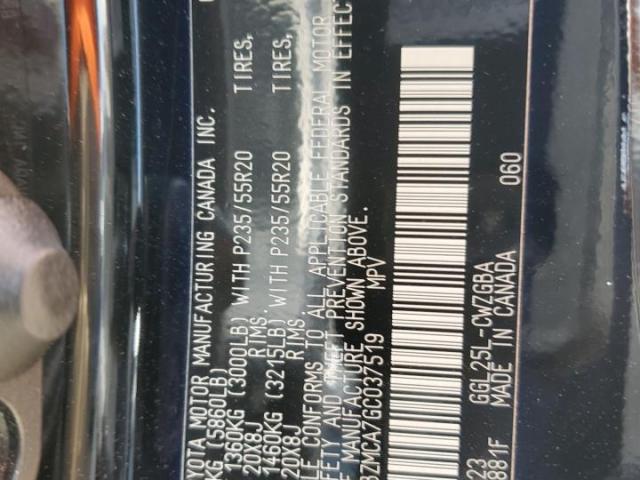 YOTA MOTOR MANUFACTURING CANADA INC.
KG (5860LB)
1360KG (3000LB) WITH P235/55R20 TIRES,
20X8J RIMS.
1460KG (3215LB) WITH P235/55R20 TIRES,
20X8J RIMS.
LE CONFORMS TO ALL APPLICABLE FEDERAL MOTOR
FETY AND THEFT PREVENTION STANDARDS IN EFFECT
F MANUFACTURE SHOWN ABOVE.
BZMCA7GC037519 MPV
23 GGL25L-CWZGBA
881F MADE IN CANADA 060